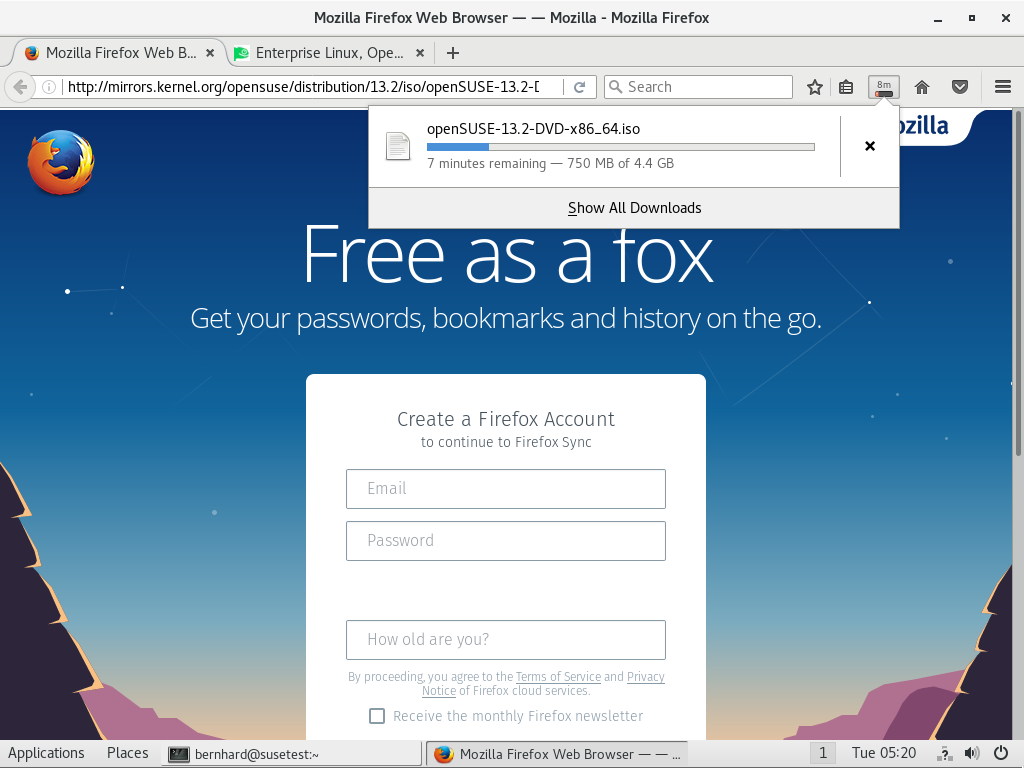 Mozilla Firefox Web Browser — — Mozilla - Mozilla Firefox
Mozilla Firefox Web B...
Enterprise Linux, Ope...
http://mirrors.kernel.org/opensuse/distribution/13.2/iso/openSUSE-13.2-D
Search
8m
openSUSE-13.2-DVD-x86_64.iso
7 minutes remaining — 750 MB of 4.4 GB
Show All Downloads
ozilla
Free as a fox
Get your passwords, bookmarks and history on the go.
Create a Firefox Account
to continue to Firefox Sync
Email
Password
How old are you?
By proceeding, you agree to the Terms of Service and Privacy
Notice of Firefox cloud services.
Receive the monthly Firefox newsletter
Applications
Places
bernhard@susetest:~
Mozilla Firefox Web Browser — — ...
1
Tue 05:20